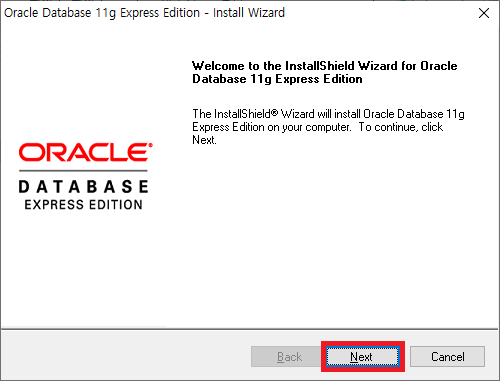 Oracle Database 11g Express Edition - Install Wizard
Welcome to the InstallShield Wizard for Oracle
Database 11g Express Edition
The InstallShield® Wizard will install Oracle Database 11g
Express Edition on your computer. To continue, click
Next.
ORACLE®
DATABASE
EXPRESS EDITION
Back
Next
Cancel